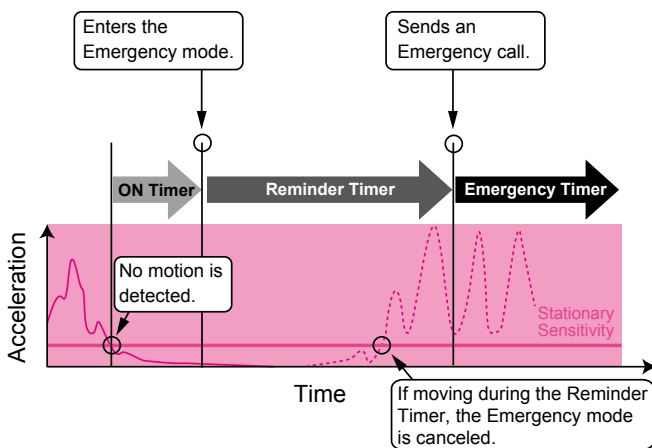 Enters the
Emergency mode.
Sends an
Emergency call.
ON Timer
Reminder Timer
Emergency Timer
Acceleration
No motion is
detected.
Stationary
Sensitivity
Time
If moving during the Reminder
Timer, the Emergency mode
is canceled.